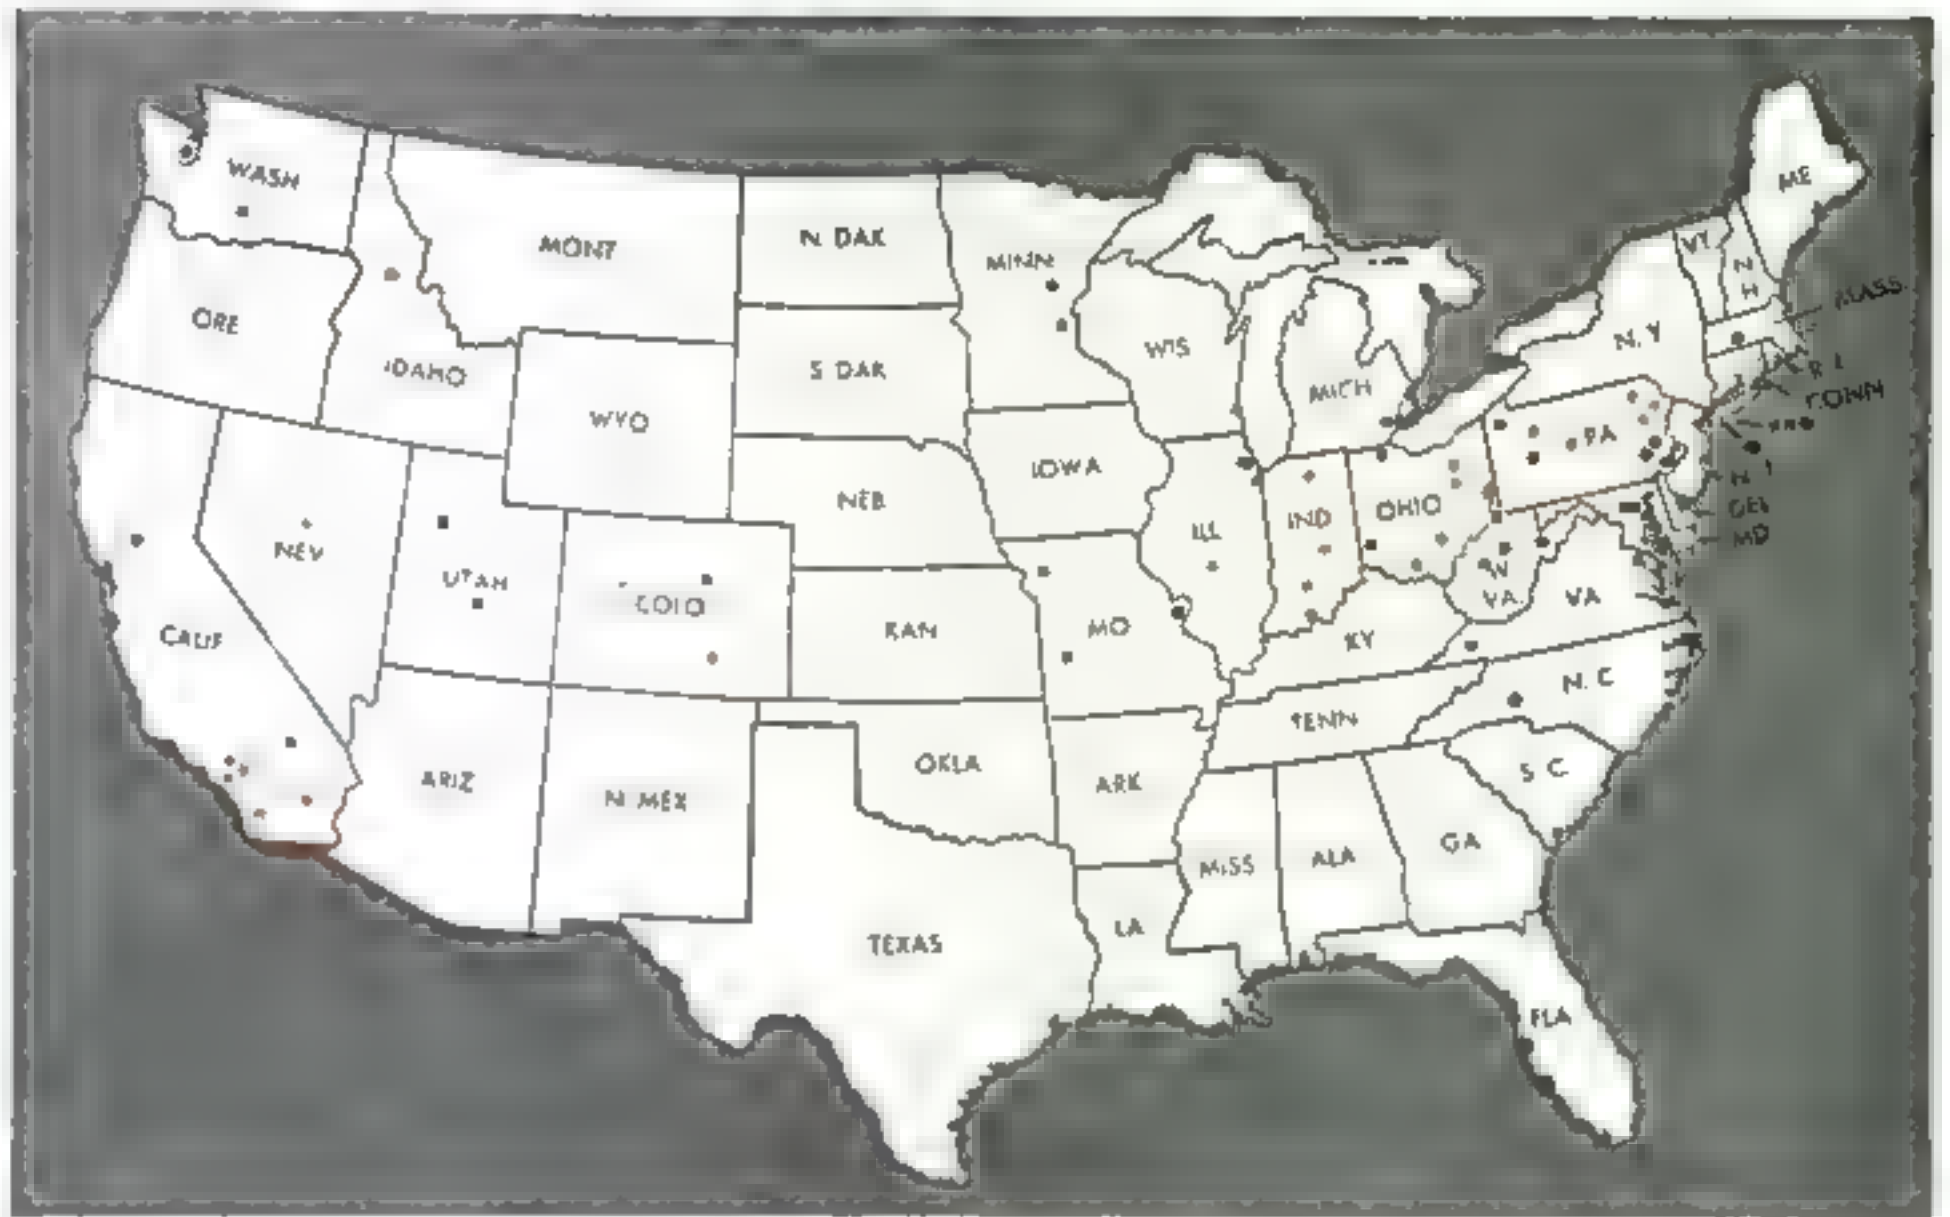 WASH
MONT
N. DAK
MINN
ME
VT
N
H
MASS.
ORE
IDAHO
S DAK
WIS
MICH
N.Y
R I
CONN
WYO
NEB
IOWA
ILL
IND
OHIO
PA
DEL
MD
NEV
UTAH
COLO
KAN
MO
KY
W
VA.
VA
CALIF
ARIZ
N. MEX
OKLA
ARK
TENN
N. C
S C
TEXAS
LA
MISS
ALA
GA
FLA